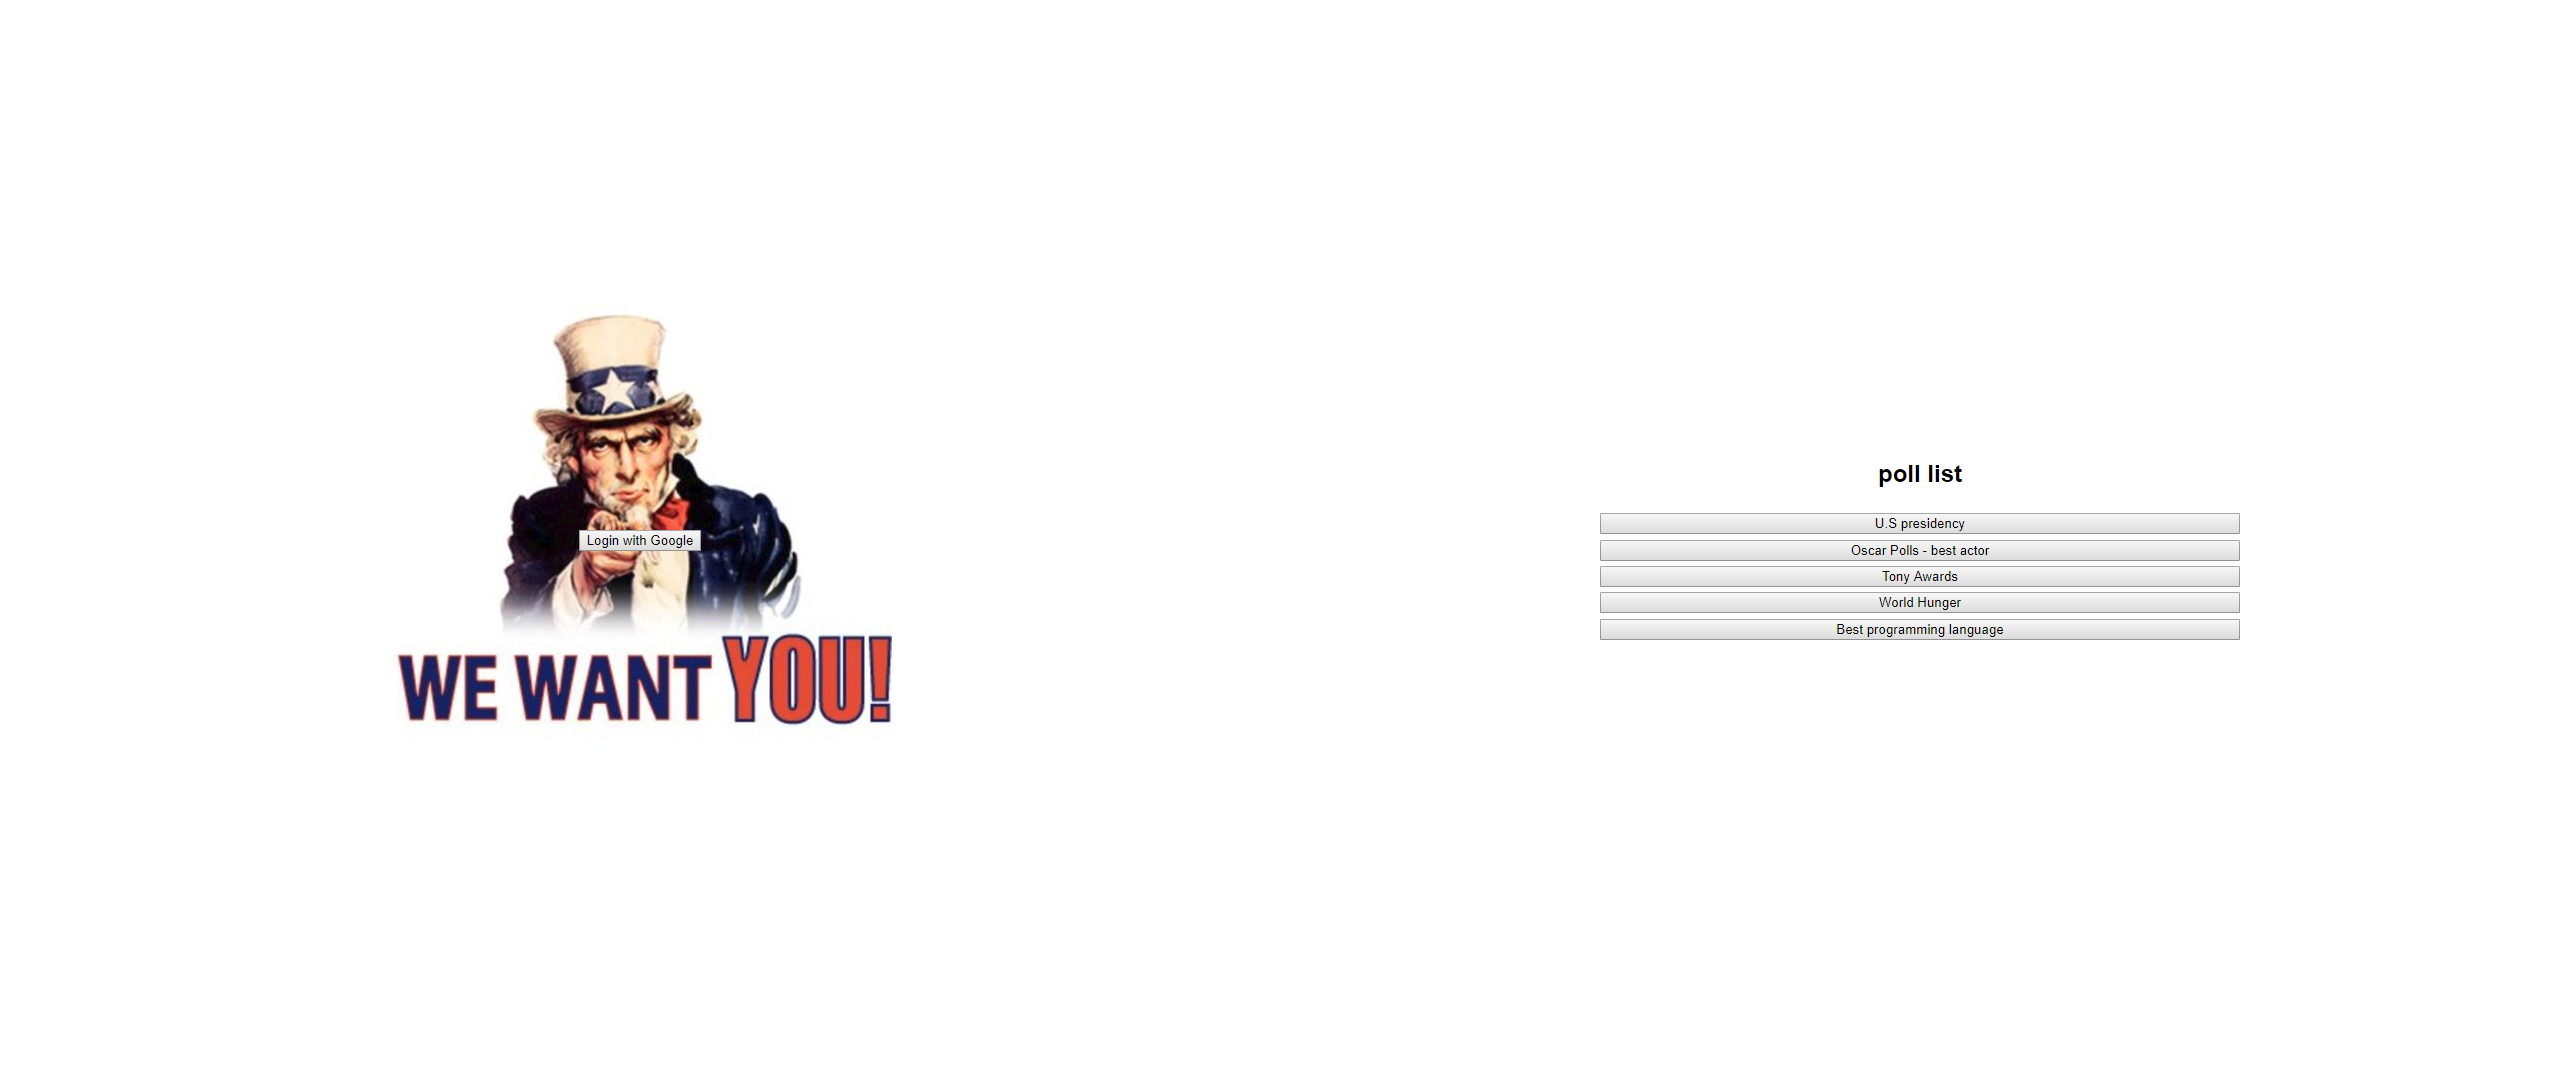 Login with Google
WE WANT YOU!
poll list
U.S presidency
Oscar Polls - best actor
Tony Awards
World Hunger
Best programming language